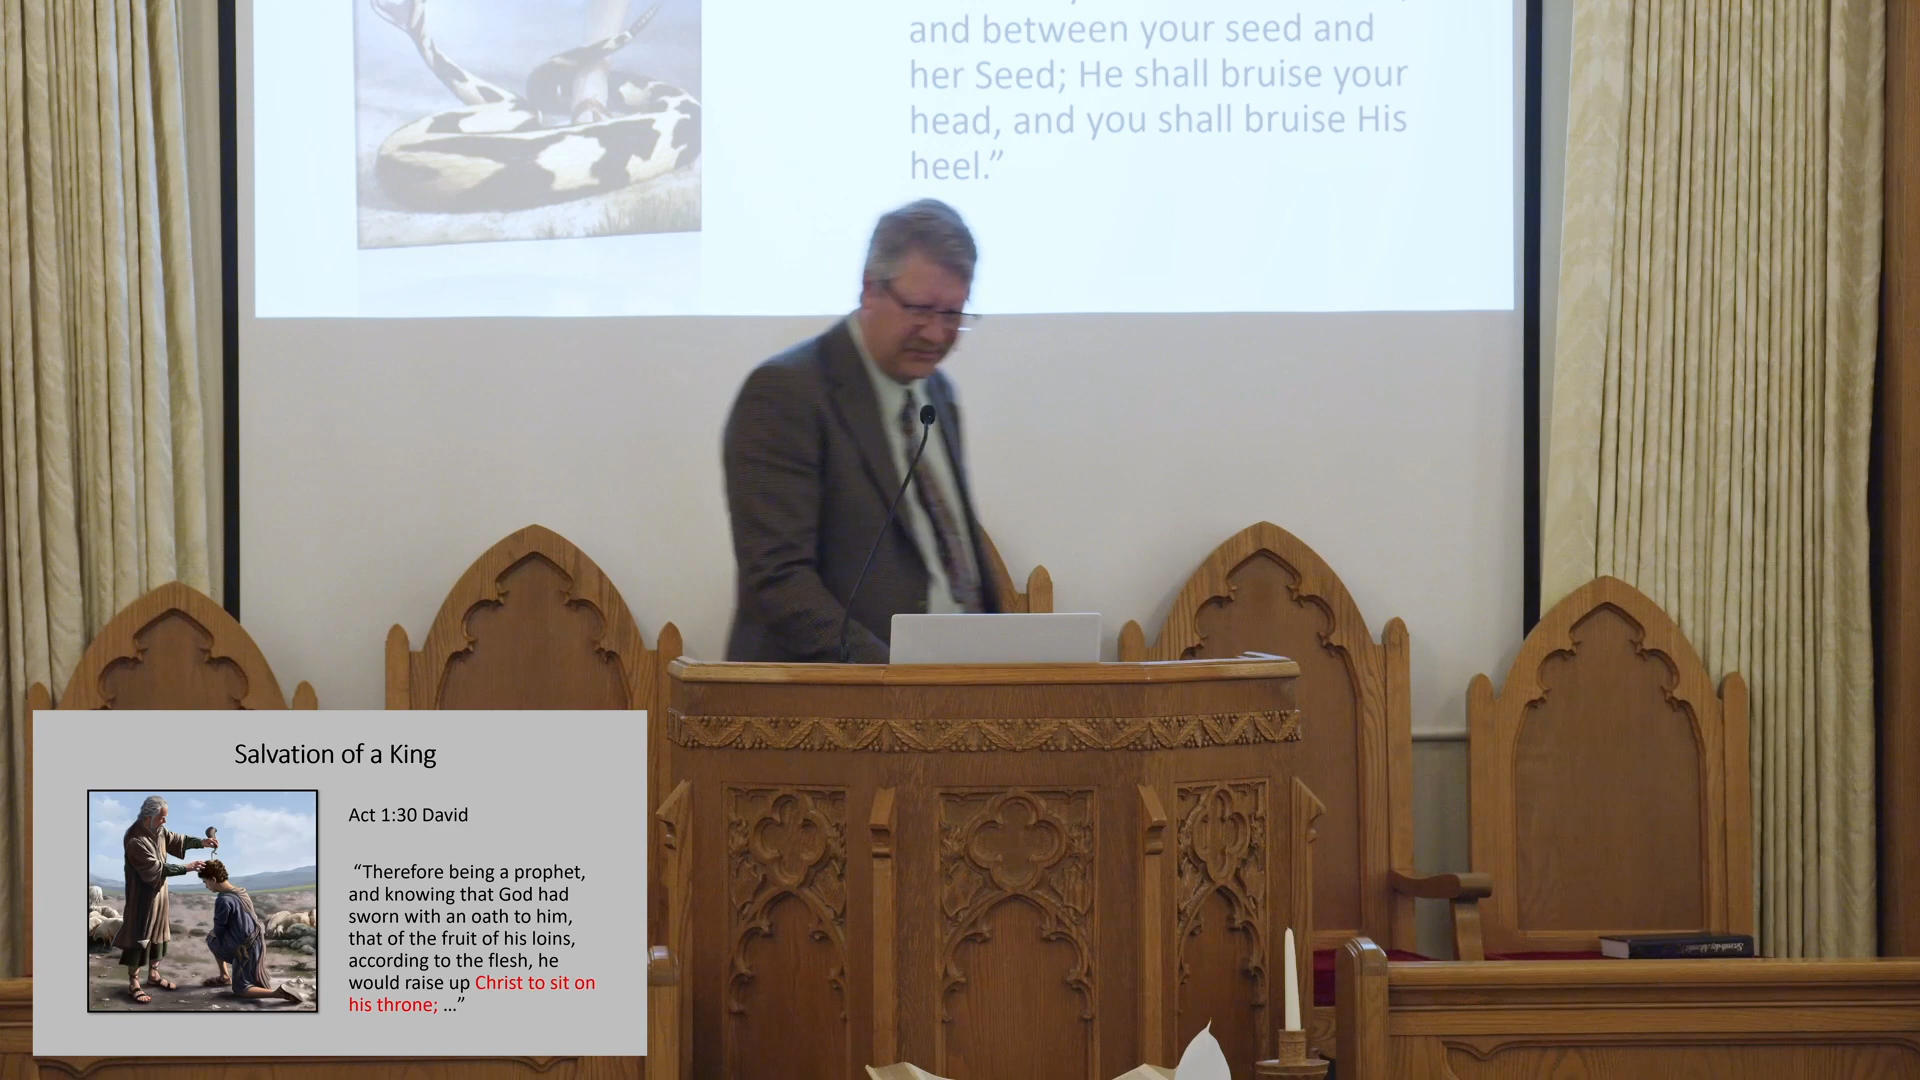 and between your seed and
her Seed; He shall bruise your
head, and you shall bruise His
heel.”
Salvation of a King
Act 1:30 David
“Therefore being a prophet,
and knowing that God had
sworn with an oath to him,
that of the fruit of his loins,
according to the flesh, he
would raise up Christ to sit on
his throne; ...”